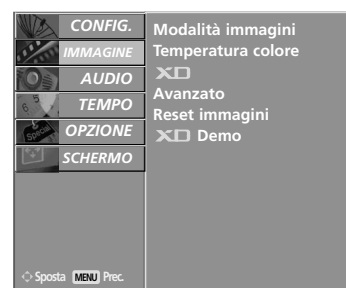 CONFIG.
IMMAGINE
AUDIO
TEMPO
OPZIONE
SCHERMO
Modalità immagini
Temperatura colore
XD
Avanzato
Reset immagini
XD Demo
Sposta MENU Prec.